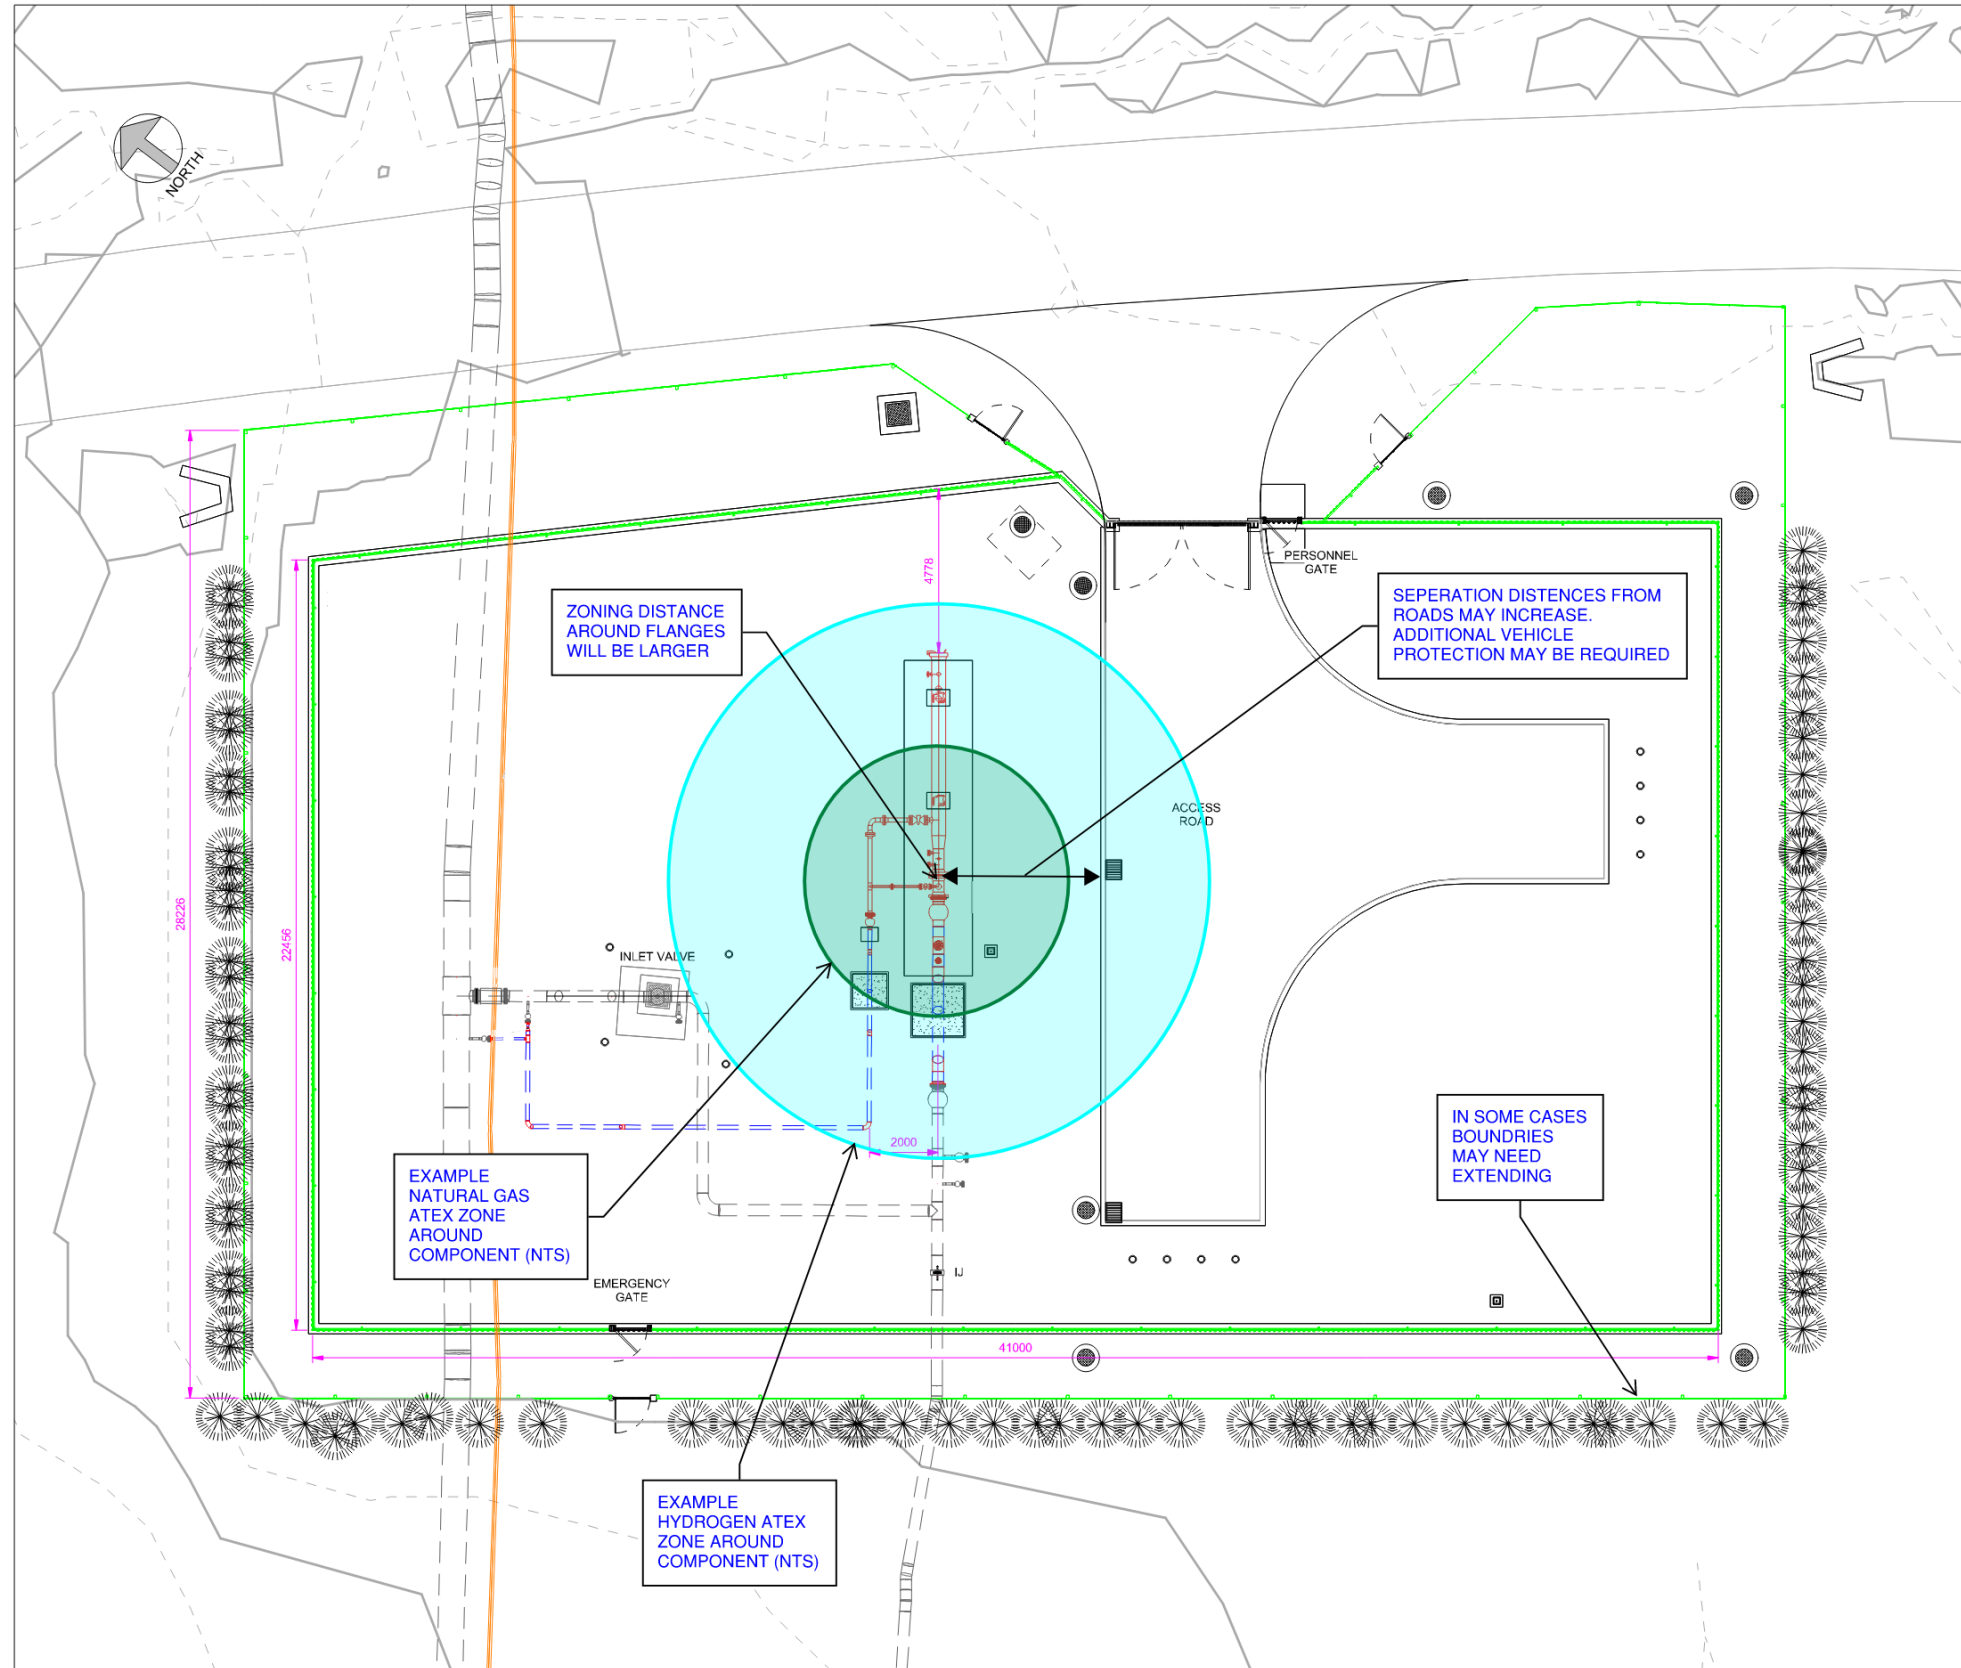 NORTH
PERSONNEL
GATE
4778
ZONING DISTANCE
AROUND FLANGES
WILL BE LARGER
SEPERATION DISTENCES FROM
ROADS MAY INCREASE.
ADDITIONAL VEHICLE
PROTECTION MAY BE REQUIRED
ACCESS
ROAD
28226
22456
INLET VALVE
2000
EXAMPLE
NATURAL GAS
ATEX ZONE
AROUND
COMPONENT (NTS)
IN SOME CASES
BOUNDRIES
MAY NEED
EXTENDING
IJ
EMERGENCY
GATE
41000
EXAMPLE
HYDROGEN ATEX
ZONE AROUND
COMPONENT (NTS)